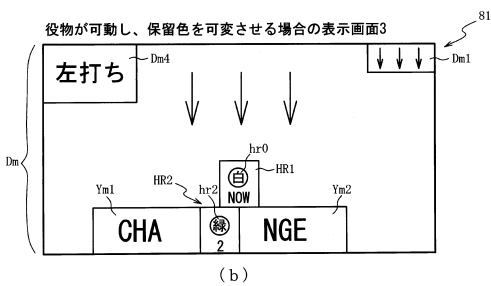 役物が可動し、保留色を可変させる場合の表示画面3
81
左打ち
Dm4
Dm1
Dm
hr0
白
HR1
NOW
Ym1
HR2
hr2
Ym2
CHA
緑
2
NGE
(b)